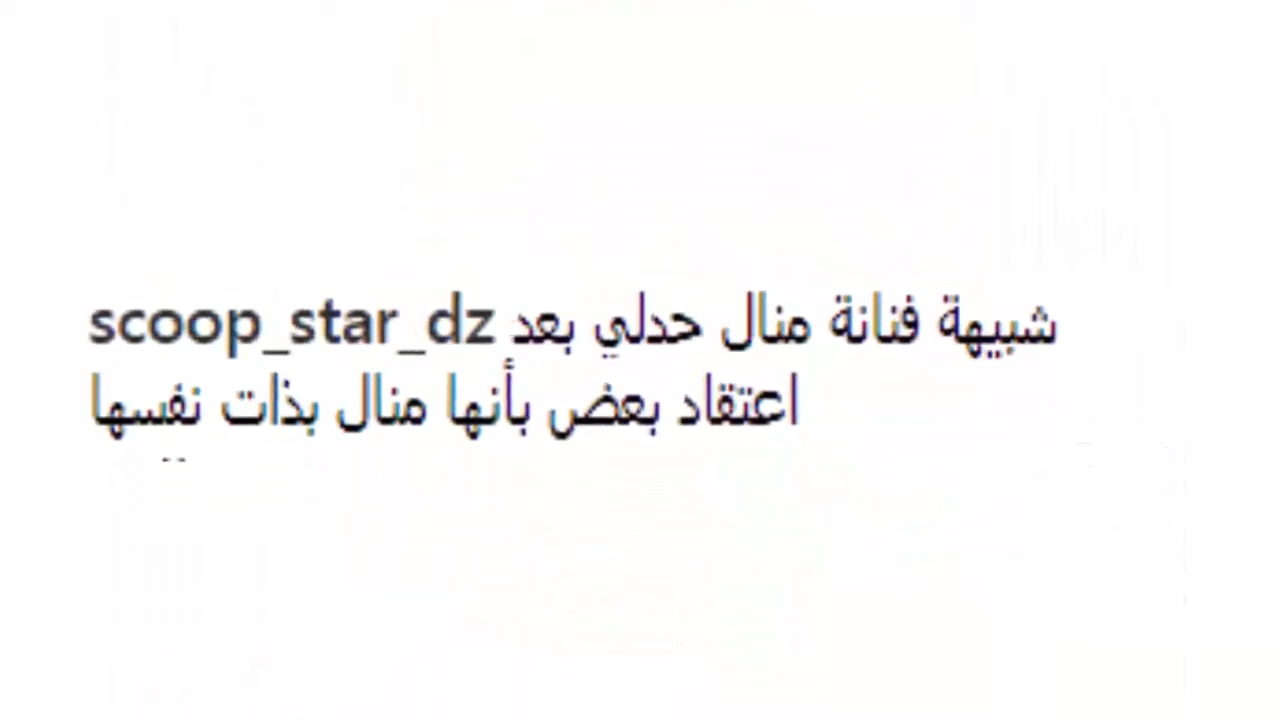 scoop_star_dz شبيهة فنانة منال حدلي بعد
اعتقاد بعض بأنها منال بذات نفسها